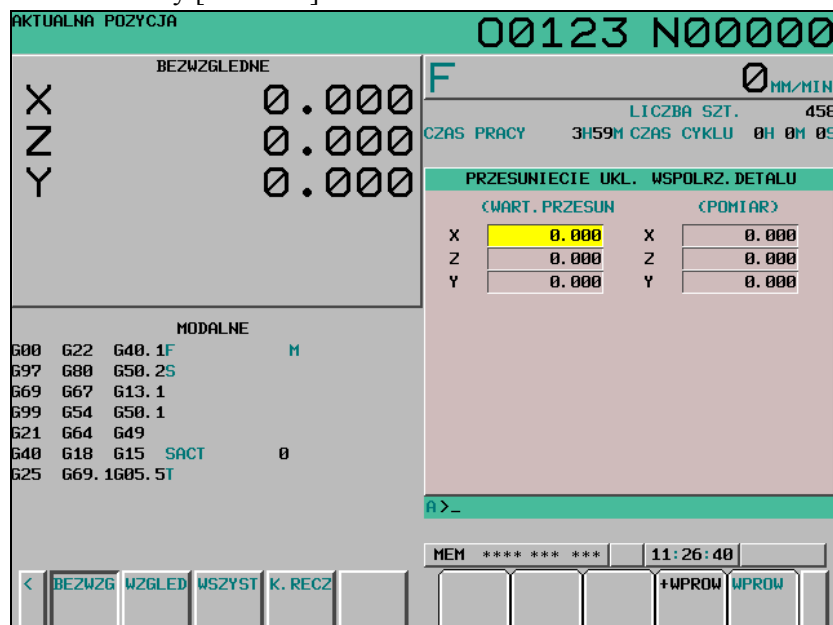 AKTUALNA POZYCJA
O0123 N00000
BEZWZGLEDNE
X 0.000
Z 0.000
Y 0.000
F 0 MM/MIN
LICZBA SZT. 458
CZAS PRACY 3H59M CZAS CYKLU 0H 0M 0S
PRZESUNIECIE UKL. WSPOLRZ. DETALU
(WART. PRZESUN (POMIAR)
X 0.000 X 0.000
Z 0.000 Z 0.000
Y 0.000 Y 0.000
MODALNE
G00 G22 G40.1 F M
G97 G80 G50.2 S
G69 G67 G13.1
G99 G54 G50.1
G21 G64 G49
G40 G18 G15 SACT 0
G25 G69.1 G05.5 T
A>_
MEM **** *** *** 11:26:40
< BEZWZG WZGLED WSZYST K.RECZ +WPROW WPROW